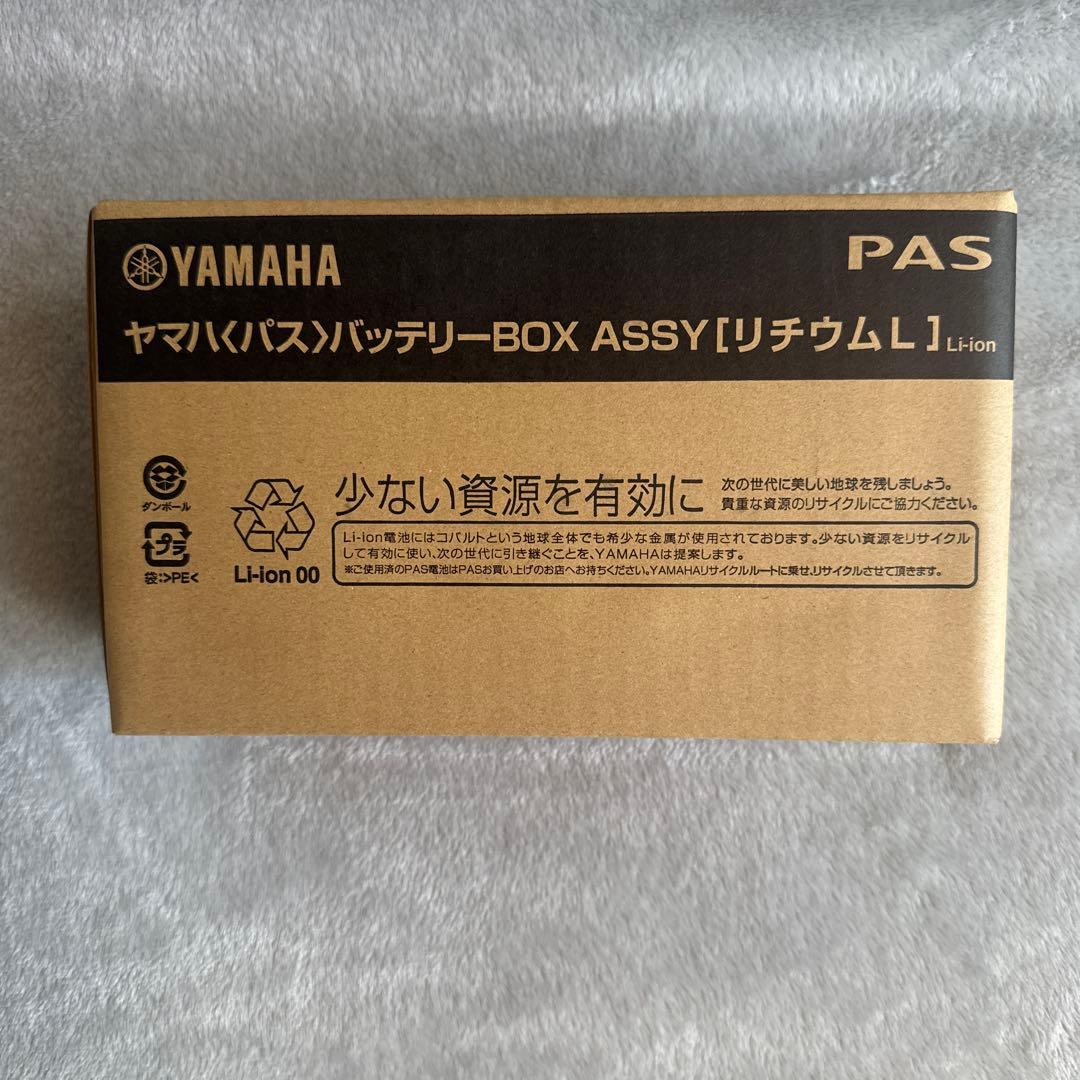 YAMAHA
PAS
ヤマハ〈パス〉バッテリーBOX ASSY[リチウムL]Li-ion
ダンボール
プラ
袋:>PE<
Li-ion 00
少ない資源を有効に
次の世代に美しい地球を残しましょう。
貴重な資源のリサイクルにご協力ください。
Li-ion電池にはコバルトという地球全体でも希少な金属が使用されております。少ない資源をリサイクル
して有効に使い、次の世代に引き継ぐことを、YAMAHAは提案します。
※ご使用済のPAS電池はPASお買い上げのお店へお持ちください。YAMAHAリサイクルルートに乗せ、リサイクルさせて頂きます。